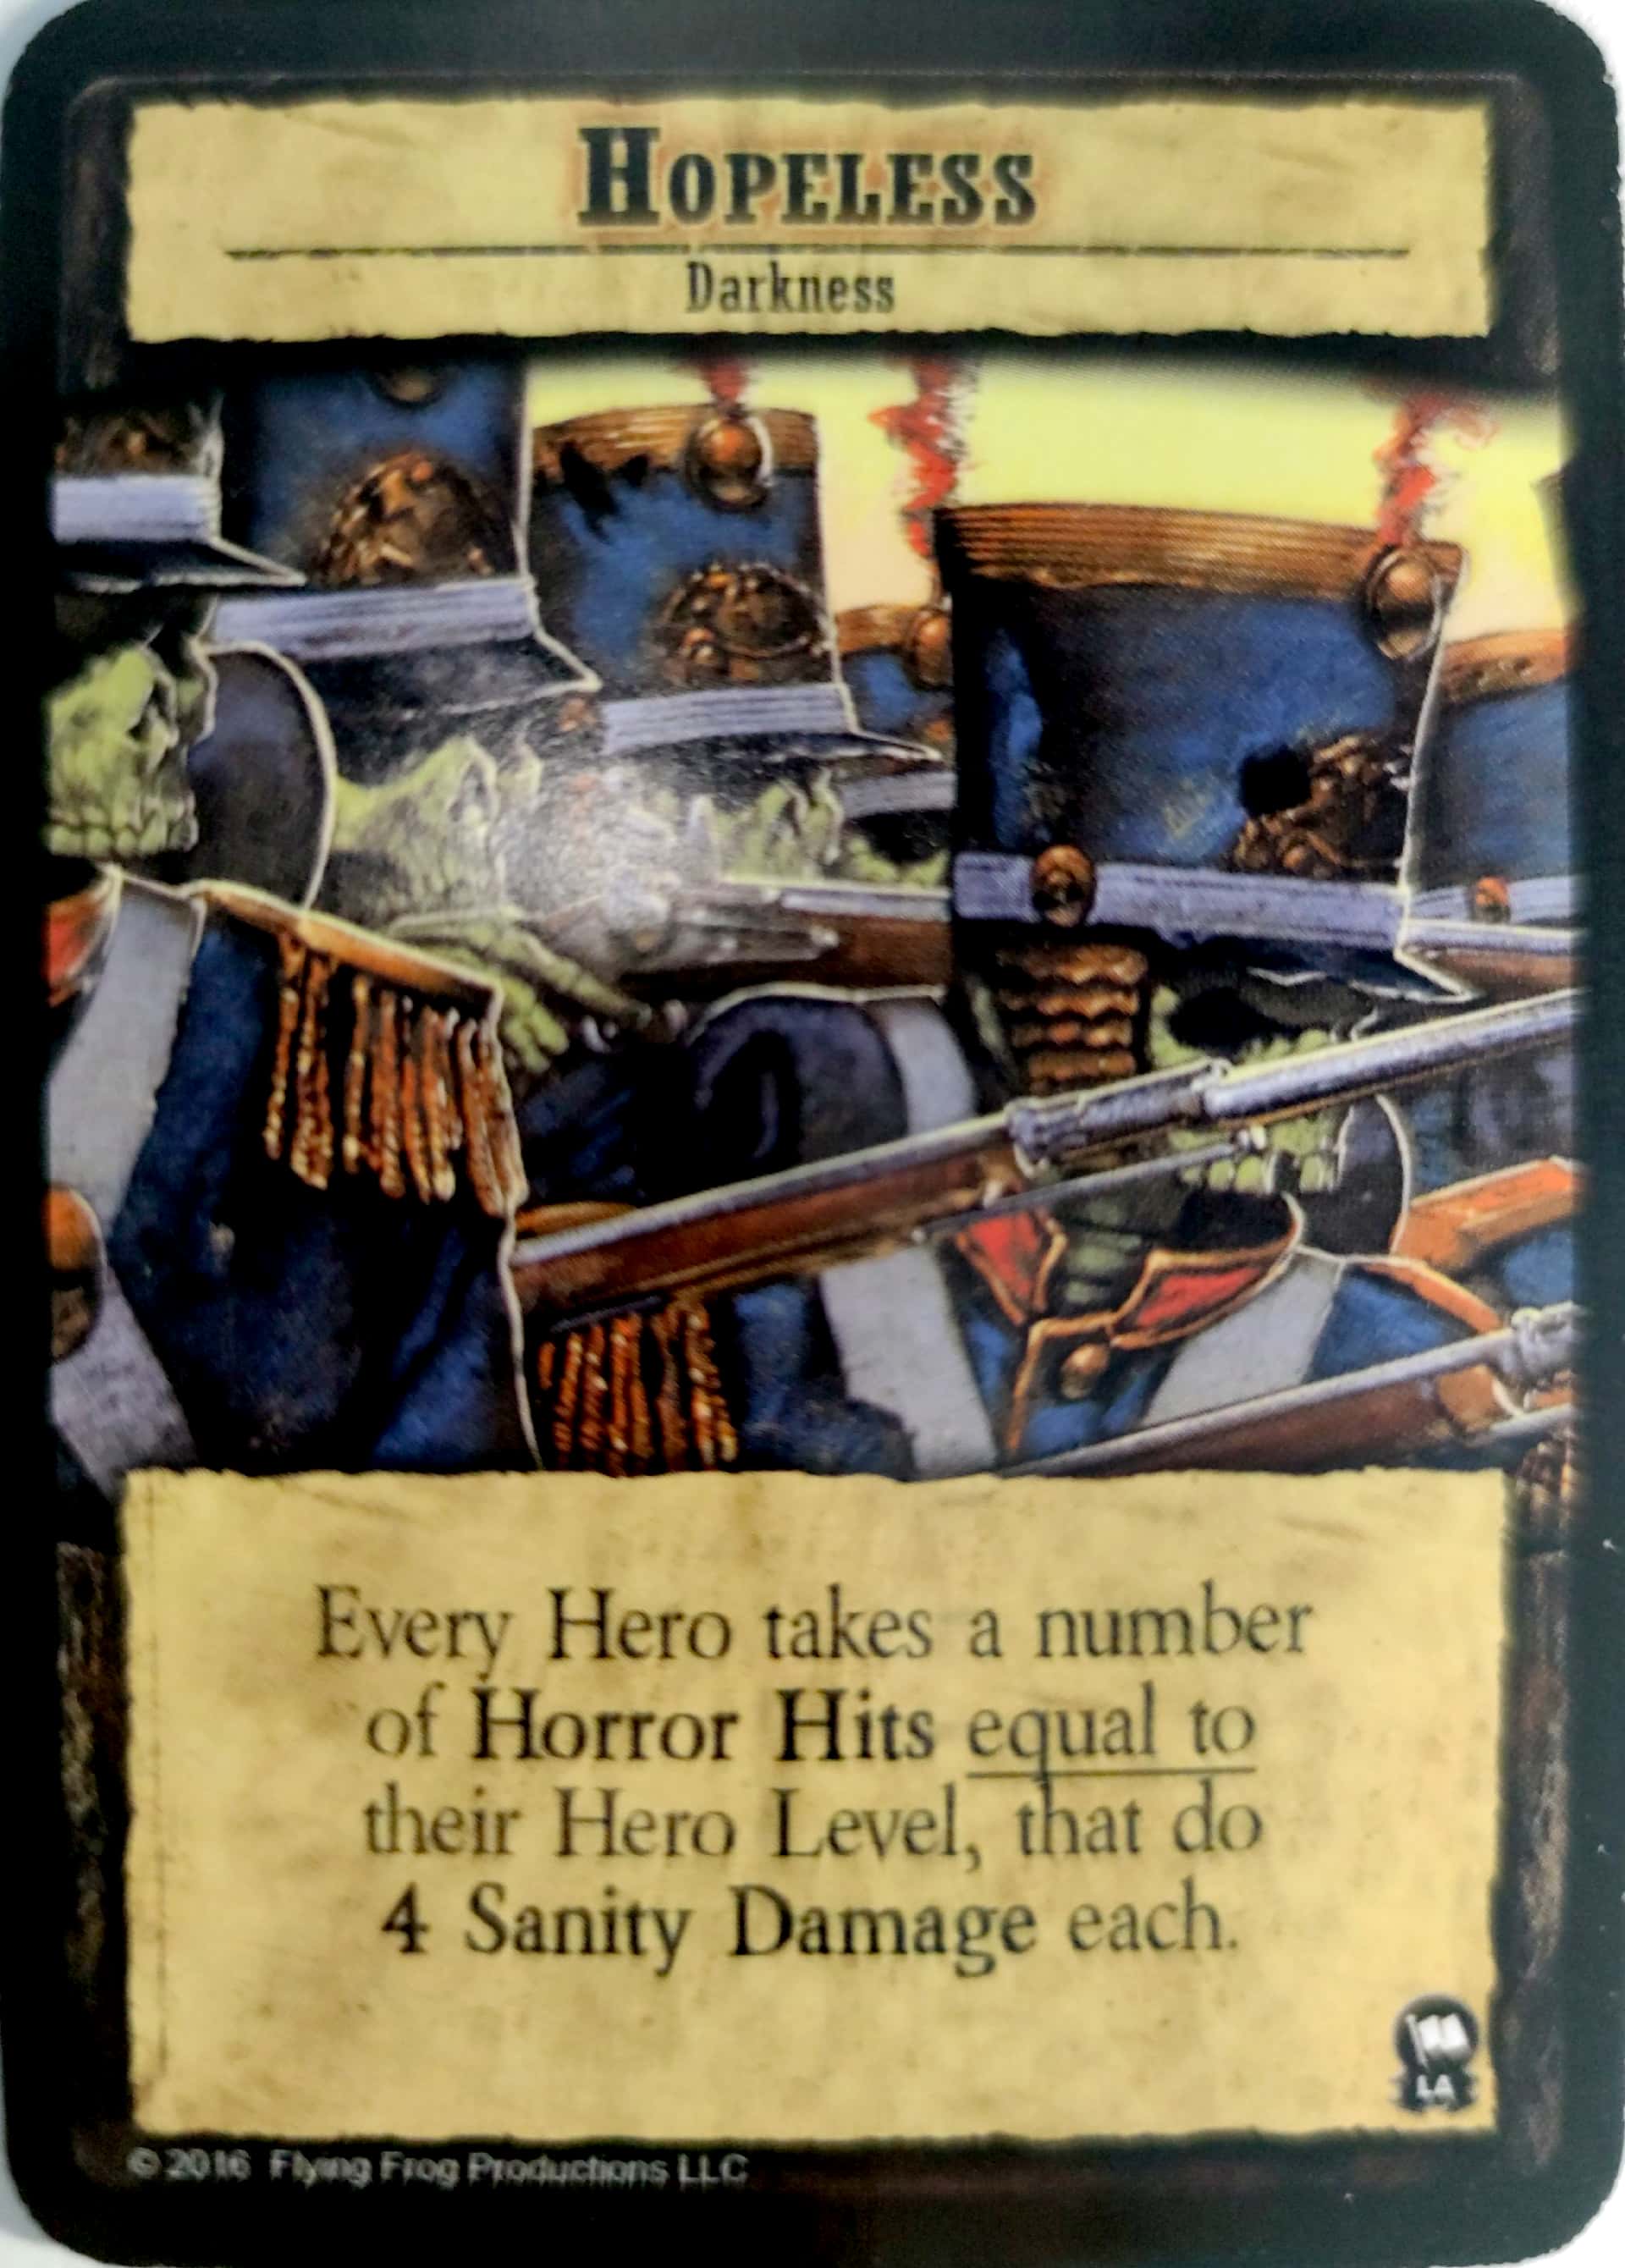 HOPELESS
Darkness
Every Hero takes a number
of Horror Hits equal to
their Hero Level, that do
4 Sanity Damage each.
LA
© 2016 Flying Frog Productions LLC